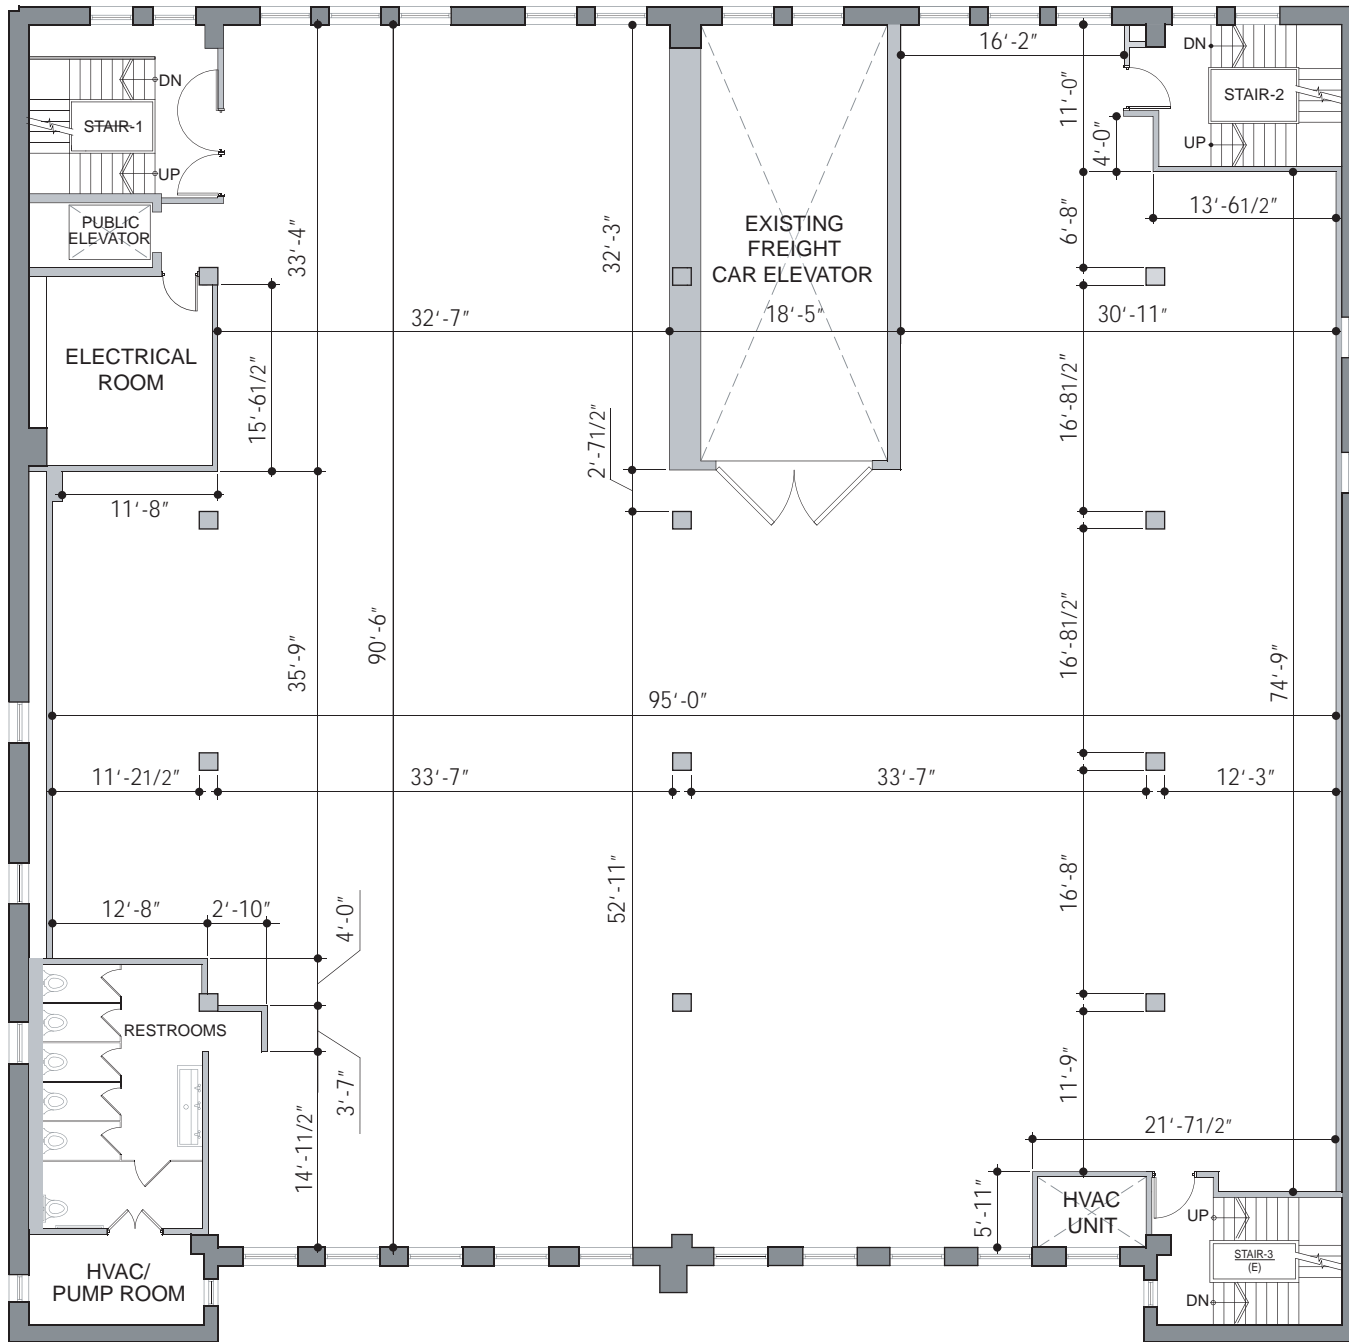 16'-2"
DN
DN
STAIR-1
UP
11'-0"
STAIR-2
4'-0"
UP
PUBLIC
ELEVATOR
33'-4"
32'-3"
EXISTING
FREIGHT
CAR ELEVATOR
6'-8"
13'-61/2"
32'-7"
18'-5"
30'-11"
ELECTRICAL
ROOM
15'-61/2"
2'-71/2"
16'-81/2"
11'-8"
35'-9"
90'-6"
16'-81/2"
74'-9"
95'-0"
11'-21/2"
33'-7"
33'-7"
12'-3"
52'-11"
16'-8"
12'-8"
2'-10"
4'-0"
RESTROOMS
3'-7"
14'-11/2"
11'-9"
21'-71/2"
5'-11"
HVAC
UNIT
UP
STAIR-3
(E)
DN
HVAC/
PUMP ROOM